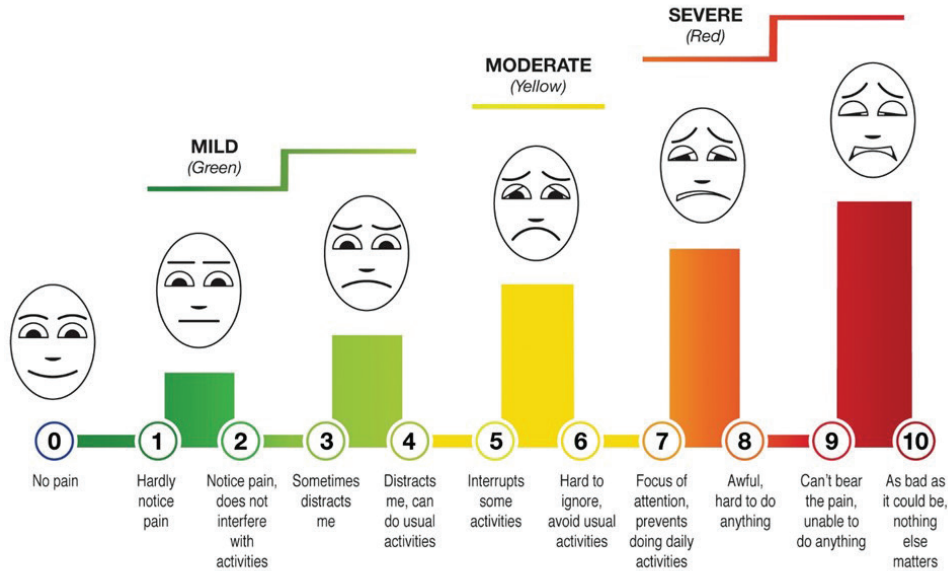 SEVERE
(Red)
MODERATE
(Yellow)
MILD
(Green)
0
1
2
3
4
5
6
7
8
9
10
No pain
Hardly
notice
pain
Notice pain,
does not
interfere
with
activities
Sometimes
distracts
me
Distracts
me, can
do usual
activities
Interrupts
some
activities
Hard to
ignore,
avoid usual
activities
Focus of
attention,
prevents
doing daily
activities
Awful,
hard to do
anything
Can't bear
the pain,
unable to
do anything
As bad as
it could be,
nothing
else
matters